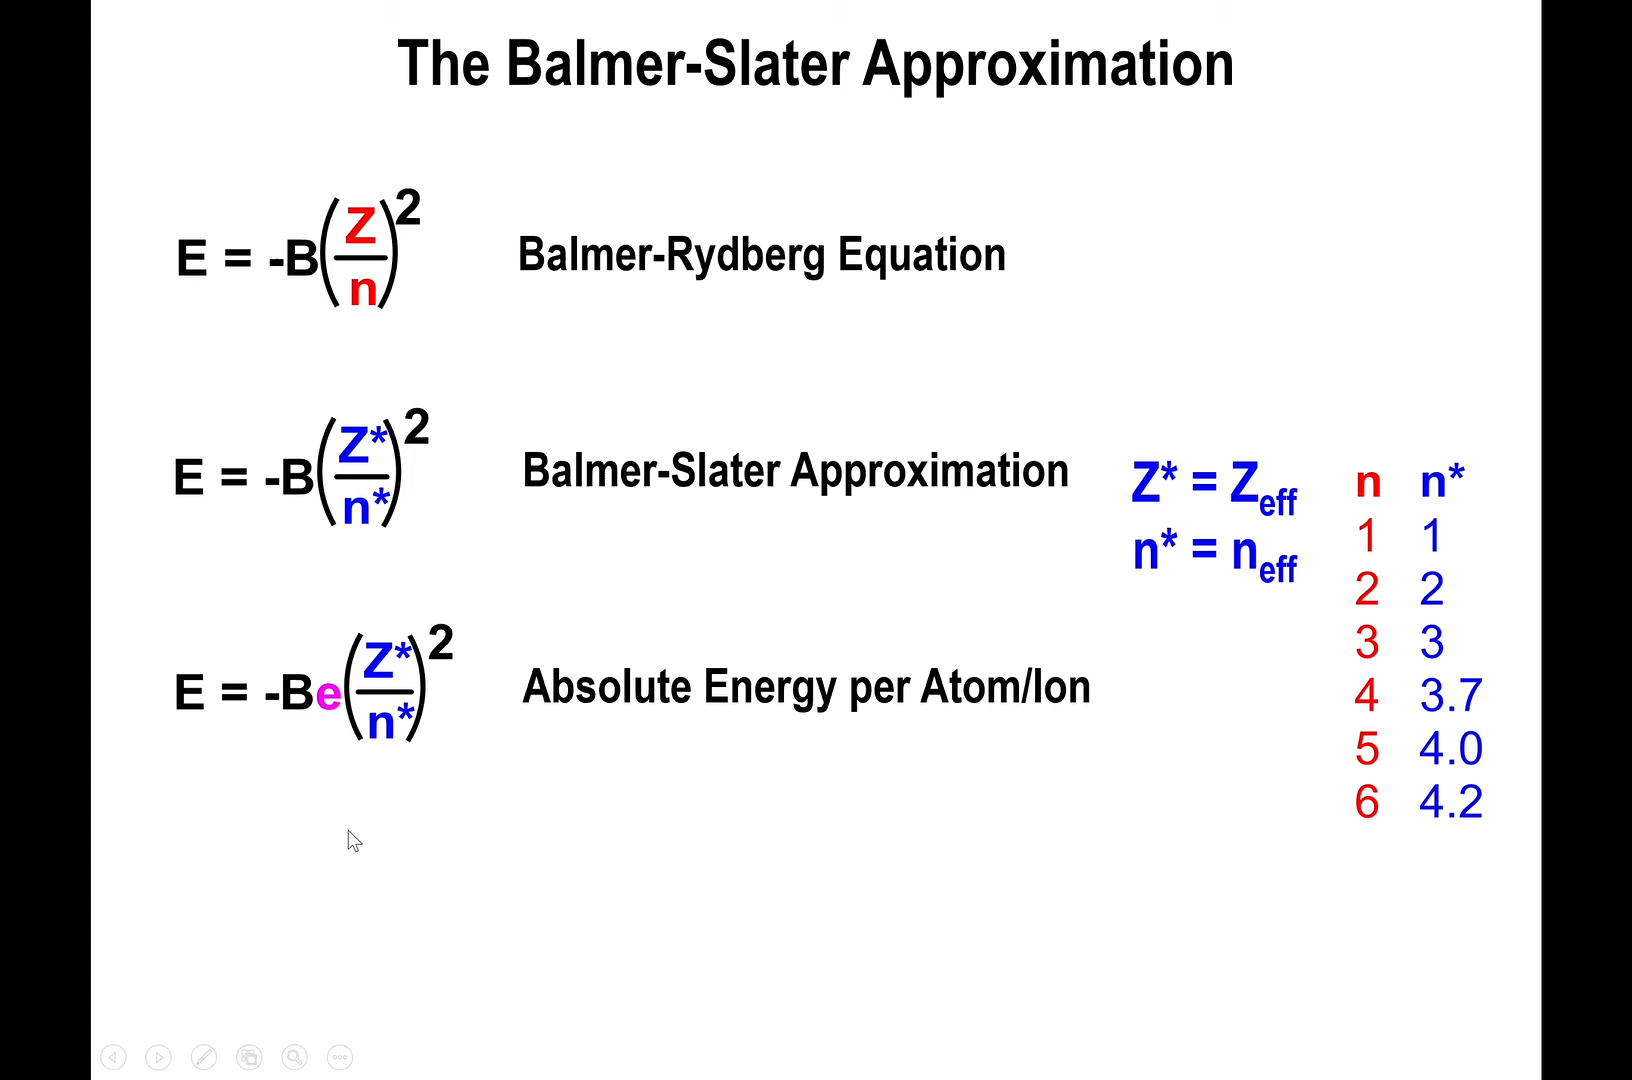 The Balmer-Slater Approximation
E = -B(Z/n)2 Balmer-Rydberg Equation
E = -B(Z*/n*)2 Balmer-Slater Approximation
Z* = Zeff
n* = neff
n n*
1 1
2 2
3 3
4 3.7
5 4.0
6 4.2
E = -Be(Z*/n*)2 Absolute Energy per Atom/Ion